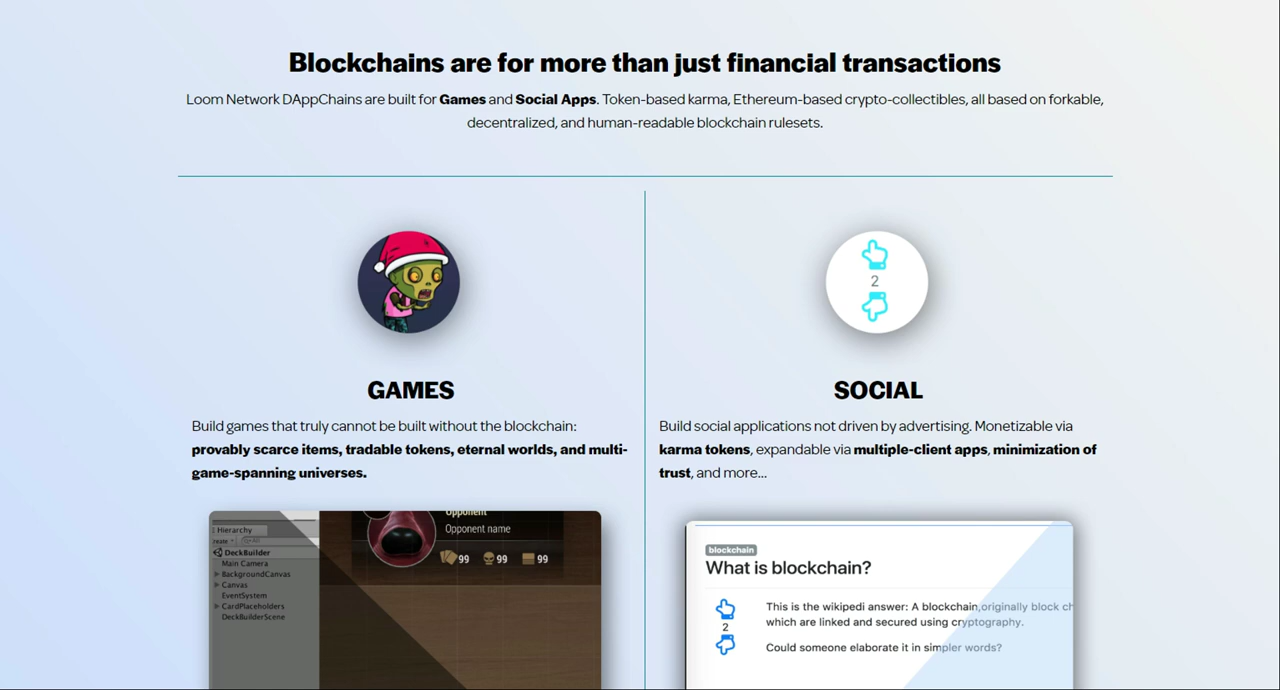 Blockchains are for more than just financial transactions
Loom Network DAppChains are built for Games and Social Apps. Token-based karma, Ethereum-based crypto-collectibles, all based on forkable,
decentralized, and human-readable blockchain rulesets.
2
GAMES
Build games that truly cannot be built without the blockchain:
provably scarce items, tradable tokens, eternal worlds, and multi-
game-spanning universes.
SOCIAL
Build social applications not driven by advertising. Monetizable via
karma tokens, expandable via multiple-client apps, minimization of
trust, and more...
Hierarchy
DeckBuilder
Main Camera
BackgroundCanvas
Canvas
EventSystem
CardPlaceholders
DeckBuilderScene
Opponent
Opponent name
99 99 99
blockchain
What is blockchain?
This is the wikipedi answer: A blockchain,originally block ch
which are linked and secured using cryptography.
2
Could someone elaborate it in simpler words?